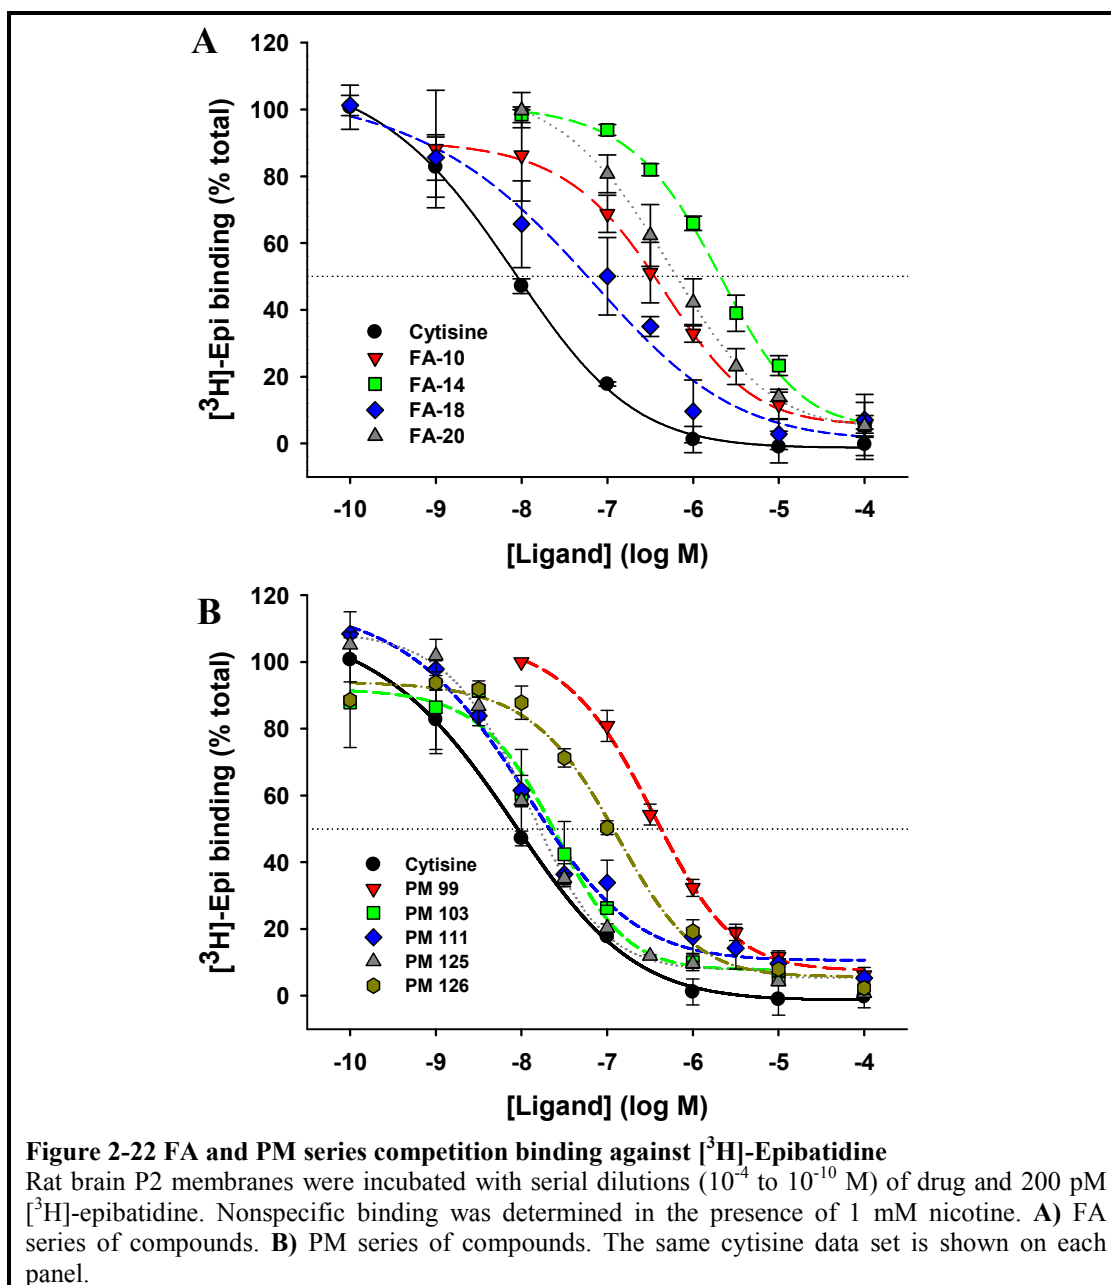 A
120
100
80
60
40
20
0
[³H]-Epi binding (% total)
Cytisine
FA-10
FA-14
FA-18
FA-20
-10 -9 -8 -7 -6 -5 -4
[Ligand] (log M)
B
120
100
80
60
40
20
0
[³H]-Epi binding (% total)
Cytisine
PM 99
PM 103
PM 111
PM 125
PM 126
-10 -9 -8 -7 -6 -5 -4
[Ligand] (log M)
Figure 2-22 FA and PM series competition binding against [³H]-Epibatidine
Rat brain P2 membranes were incubated with serial dilutions (10⁻⁴ to 10⁻¹⁰ M) of drug and 200 pM
[³H]-epibatidine. Nonspecific binding was determined in the presence of 1 mM nicotine. A) FA
series of compounds. B) PM series of compounds. The same cytisine data set is shown on each
panel.